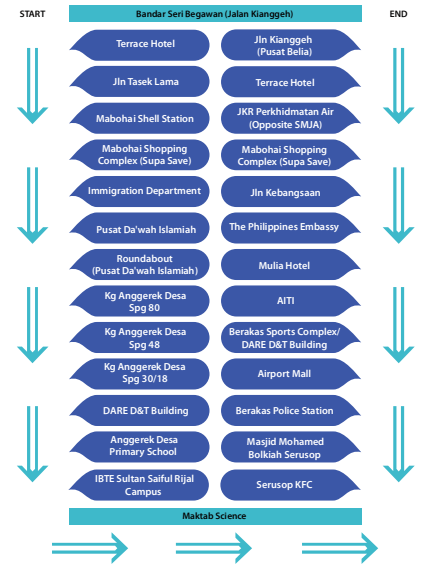 START
Bandar Seri Begawan (Jalan Kianggeh)
END
Terrace Hotel
Jln Kianggeh
(Pusat Belia)
Jln Tasek Lama
Terrace Hotel
Mabohai Shell Station
JKR Perkhidmatan Air
(Opposite SMJA)
Mabohai Shopping
Complex (Supa Save)
Mabohai Shopping
Complex (Supa Save)
Immigration Department
Jln Kebangsaan
Pusat Da'wah Islamiah
The Philippines Embassy
Roundabout
(Pusat Da'wah Islamiah)
Mulia Hotel
Kg Anggerek Desa
Spg 80
AITI
Kg Anggerek Desa
Spg 48
Berakas Sports Complex/
DARE D&T Building
Kg Anggerek Desa
Spg 30/18
Airport Mall
DARE D&T Building
Berakas Police Station
Anggerek Desa
Primary School
Masjid Mohamed
Bolkiah Serusop
IBTE Sultan Saiful Rijal
Campus
Serusop KFC
Maktab Science